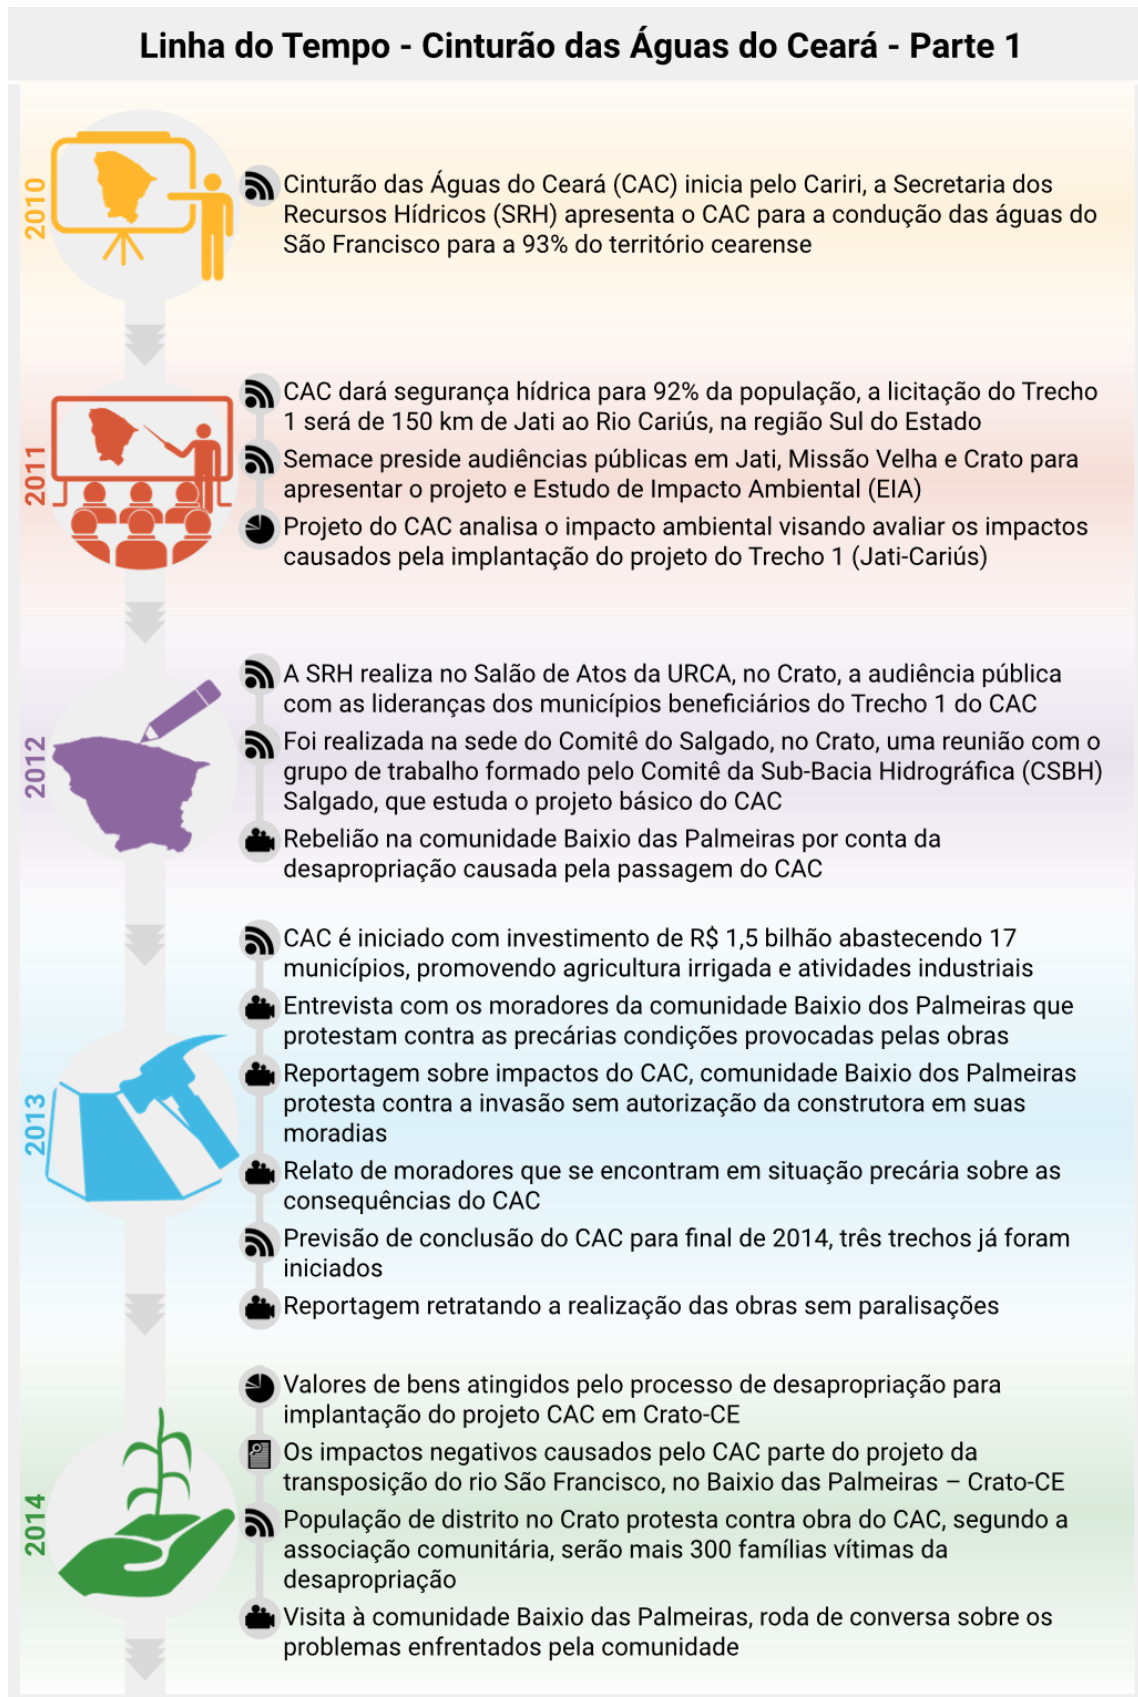 Linha do Tempo - Cinturão das Águas do Ceará - Parte 1
2010
Cinturão das Águas do Ceará (CAC) inicia pelo Cariri, a Secretaria dos
Recursos Hídricos (SRH) apresenta o CAC para a condução das águas do
São Francisco para a 93% do território cearense
2011
CAC dará segurança hídrica para 92% da população, a licitação do Trecho
1 será de 150 km de Jati ao Rio Cariús, na região Sul do Estado
Semace preside audiências públicas em Jati, Missão Velha e Crato para
apresentar o projeto e Estudo de Impacto Ambiental (EIA)
Projeto do CAC analisa o impacto ambiental visando avaliar os impactos
causados pela implantação do projeto do Trecho 1 (Jati-Cariús)
2012
A SRH realiza no Salão de Atos da URCA, no Crato, a audiência pública
com as lideranças dos municípios beneficiários do Trecho 1 do CAC
Foi realizada na sede do Comitê do Salgado, no Crato, uma reunião com o
grupo de trabalho formado pelo Comitê da Sub-Bacia Hidrográfica (CSBH)
Salgado, que estuda o projeto básico do CAC
Rebelião na comunidade Baixio das Palmeiras por conta da
desapropriação causada pela passagem do CAC
2013
CAC é iniciado com investimento de R$ 1,5 bilhão abastecendo 17
municípios, promovendo agricultura irrigada e atividades industriais
Entrevista com os moradores da comunidade Baixio dos Palmeiras que
protestam contra as precárias condições provocadas pelas obras
Reportagem sobre impactos do CAC, comunidade Baixio dos Palmeiras
protesta contra a invasão sem autorização da construtora em suas
moradias
Relato de moradores que se encontram em situação precária sobre as
consequências do CAC
Previsão de conclusão do CAC para final de 2014, três trechos já foram
iniciados
Reportagem retratando a realização das obras sem paralisações
2014
Valores de bens atingidos pelo processo de desapropriação para
implantação do projeto CAC em Crato-CE
Os impactos negativos causados pelo CAC parte do projeto da
transposição do rio São Francisco, no Baixio das Palmeiras – Crato-CE
População de distrito no Crato protesta contra obra do CAC, segundo a
associação comunitária, serão mais 300 famílias vítimas da
desapropriação
Visita à comunidade Baixio das Palmeiras, roda de conversa sobre os
problemas enfrentados pela comunidade